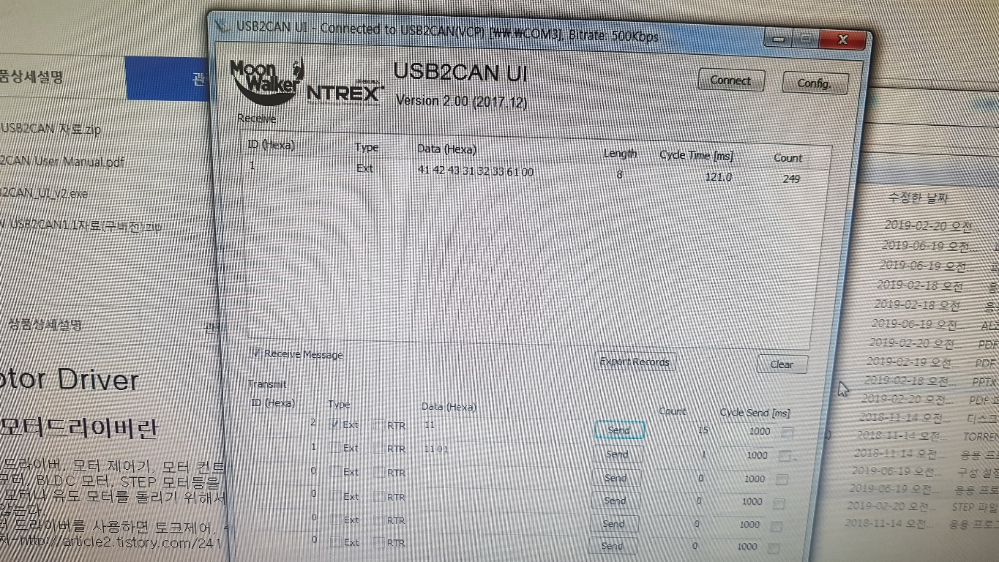 USB2CAN UI - Connected to USB2CAN(VCP) [₩₩.₩COM3], Bitrate: 500Kbps
Moon Walker NTREX
USB2CAN UI
Version 2.00 (2017.12)
Connect Config.
Receive
ID (Hexa) Type Data (Hexa) Length Cycle Time [ms] Count
1 Ext 41 42 43 31 32 33 61 00 8 121.0 249
Receive Message Export Records Clear
Transmit
ID (Hexa) Type Data (Hexa) Count Cycle Send [ms]
2 Ext RTR 11 Send 15 1000
1 Ext RTR 11 01 Send 1 1000
0 Ext RTR Send 0 1000
0 Ext RTR Send 0 1000
0 Ext RTR Send 0 1000
0 Ext RTR Send 0 1000
품상세설명
관
USB2CAN 자료.zip
2CAN User Manual.pdf
2CAN_UI_v2.exe
USB2CAN1.1자료(구버전).zip
상품상세설명
otor Driver
모터드라이버란
드라이버, 모터 제어기, 모터 컨트
모터, BLDC 모터, STEP 모터등을
모터나 유도 모터를 돌리기 위해서
않는다.
터 드라이버를 사용하면 토크제어,
처-http://article2.tistory.com/241
수정한 날짜
2019-02-20 오전...
2019-06-19 오전...
2019-06-19 오전...
2019-02-18 오전...
2019-02-18 오전...
2019-06-19 오전... ALZ
2019-02-20 오전... PDF
2019-02-19 오전... PDF
2019-02-18 오전... PPTX
2019-02-20 오전... PDF
2018-11-14 오전... 디스크
2018-11-14 오전... TORREN
2018-11-14 오전... 응용 프
2019-06-19 오전... 구성 설정
2019-06-19 오전... 응용 프로
2019-02-20 오전... STEP 파일
2018-11-14 오전... 응용 프로